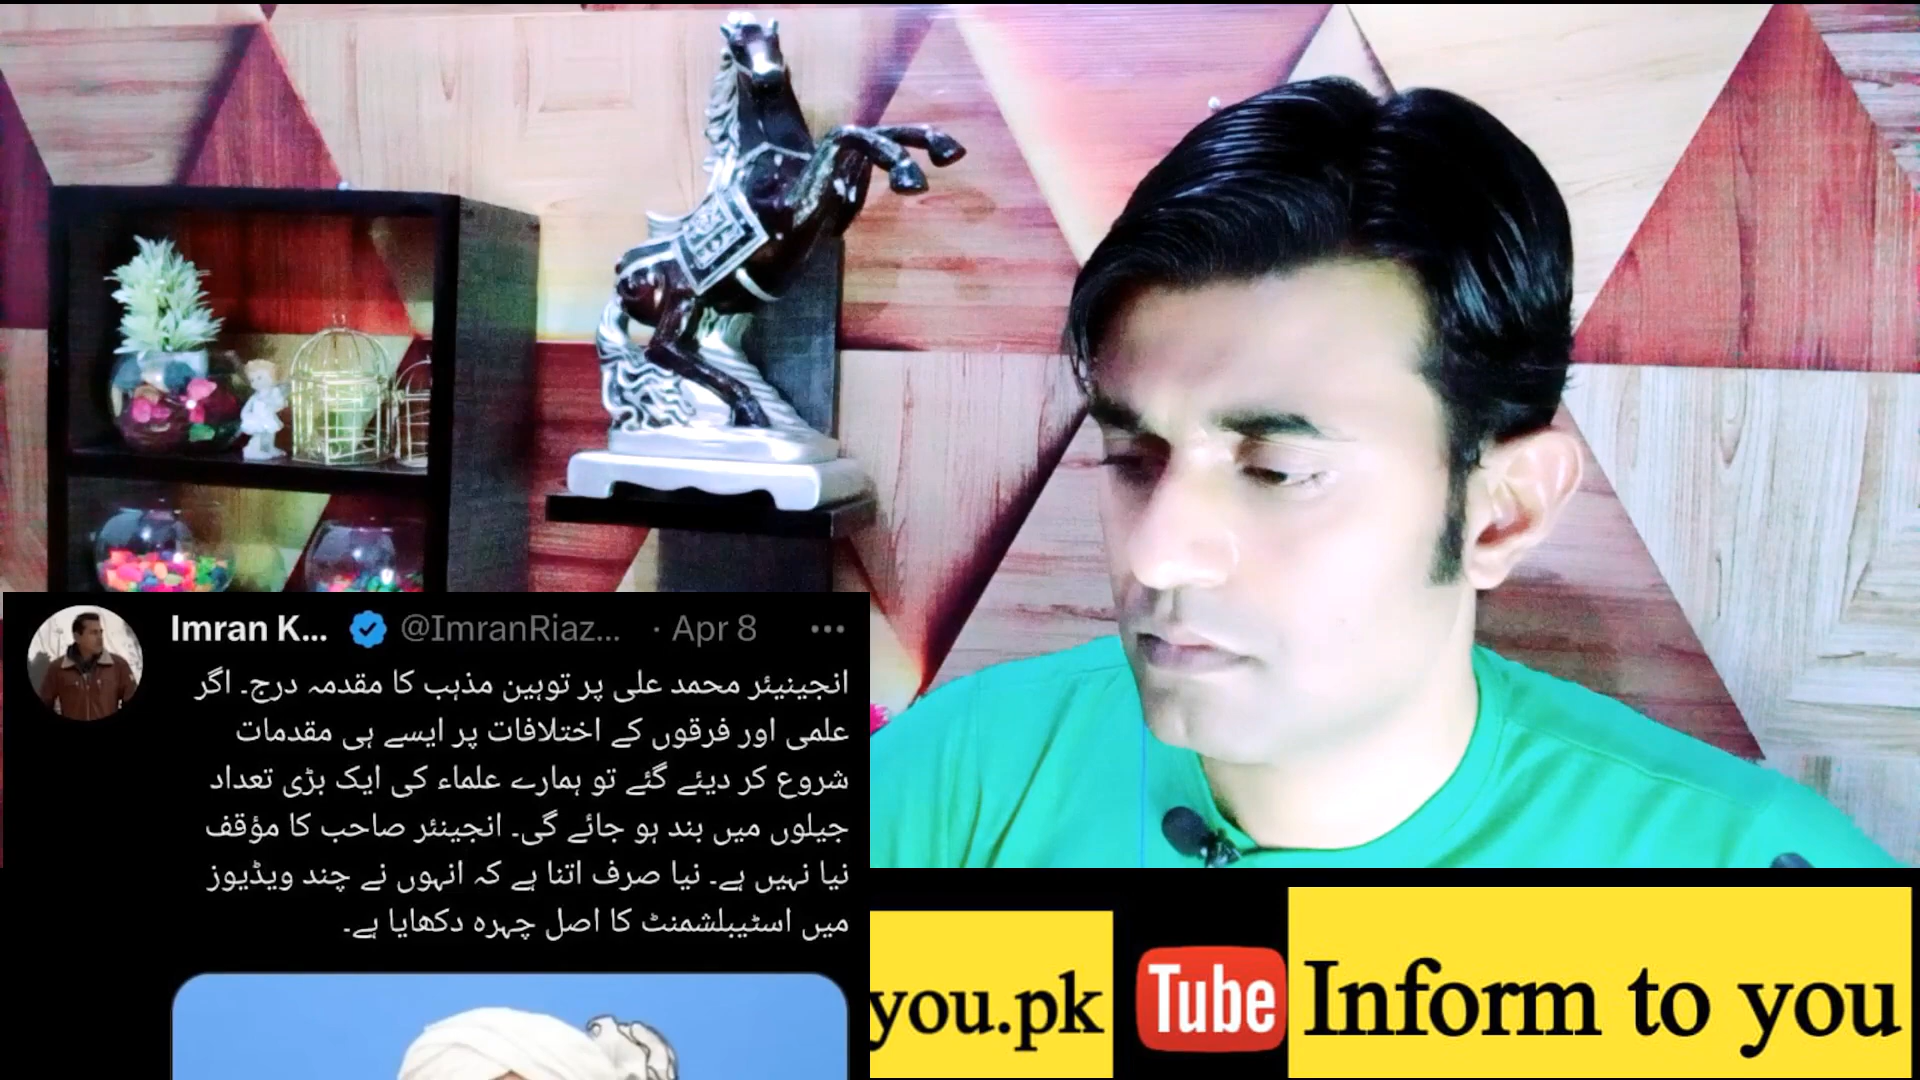 Imran K... @ImranRiaz... · Apr 8 ...
انجینیئر محمد علی پر توہین مذہب کا مقدمہ درج۔ اگر
علمی اور فرقوں کے اختلافات پر ایسے ہی مقدمات
شروع کر دیئے گئے تو ہمارے علماء کی ایک بڑی تعداد
جیلوں میں بند ہو جائے گی۔ انجینئر صاحب کا مؤقف
نیا نہیں ہے۔ نیا صرف اتنا ہے کہ انہوں نے چند ویڈیوز
میں اسٹیبلشمنٹ کا اصل چہرہ دکھایا ہے۔
you.pk Tube Inform to you